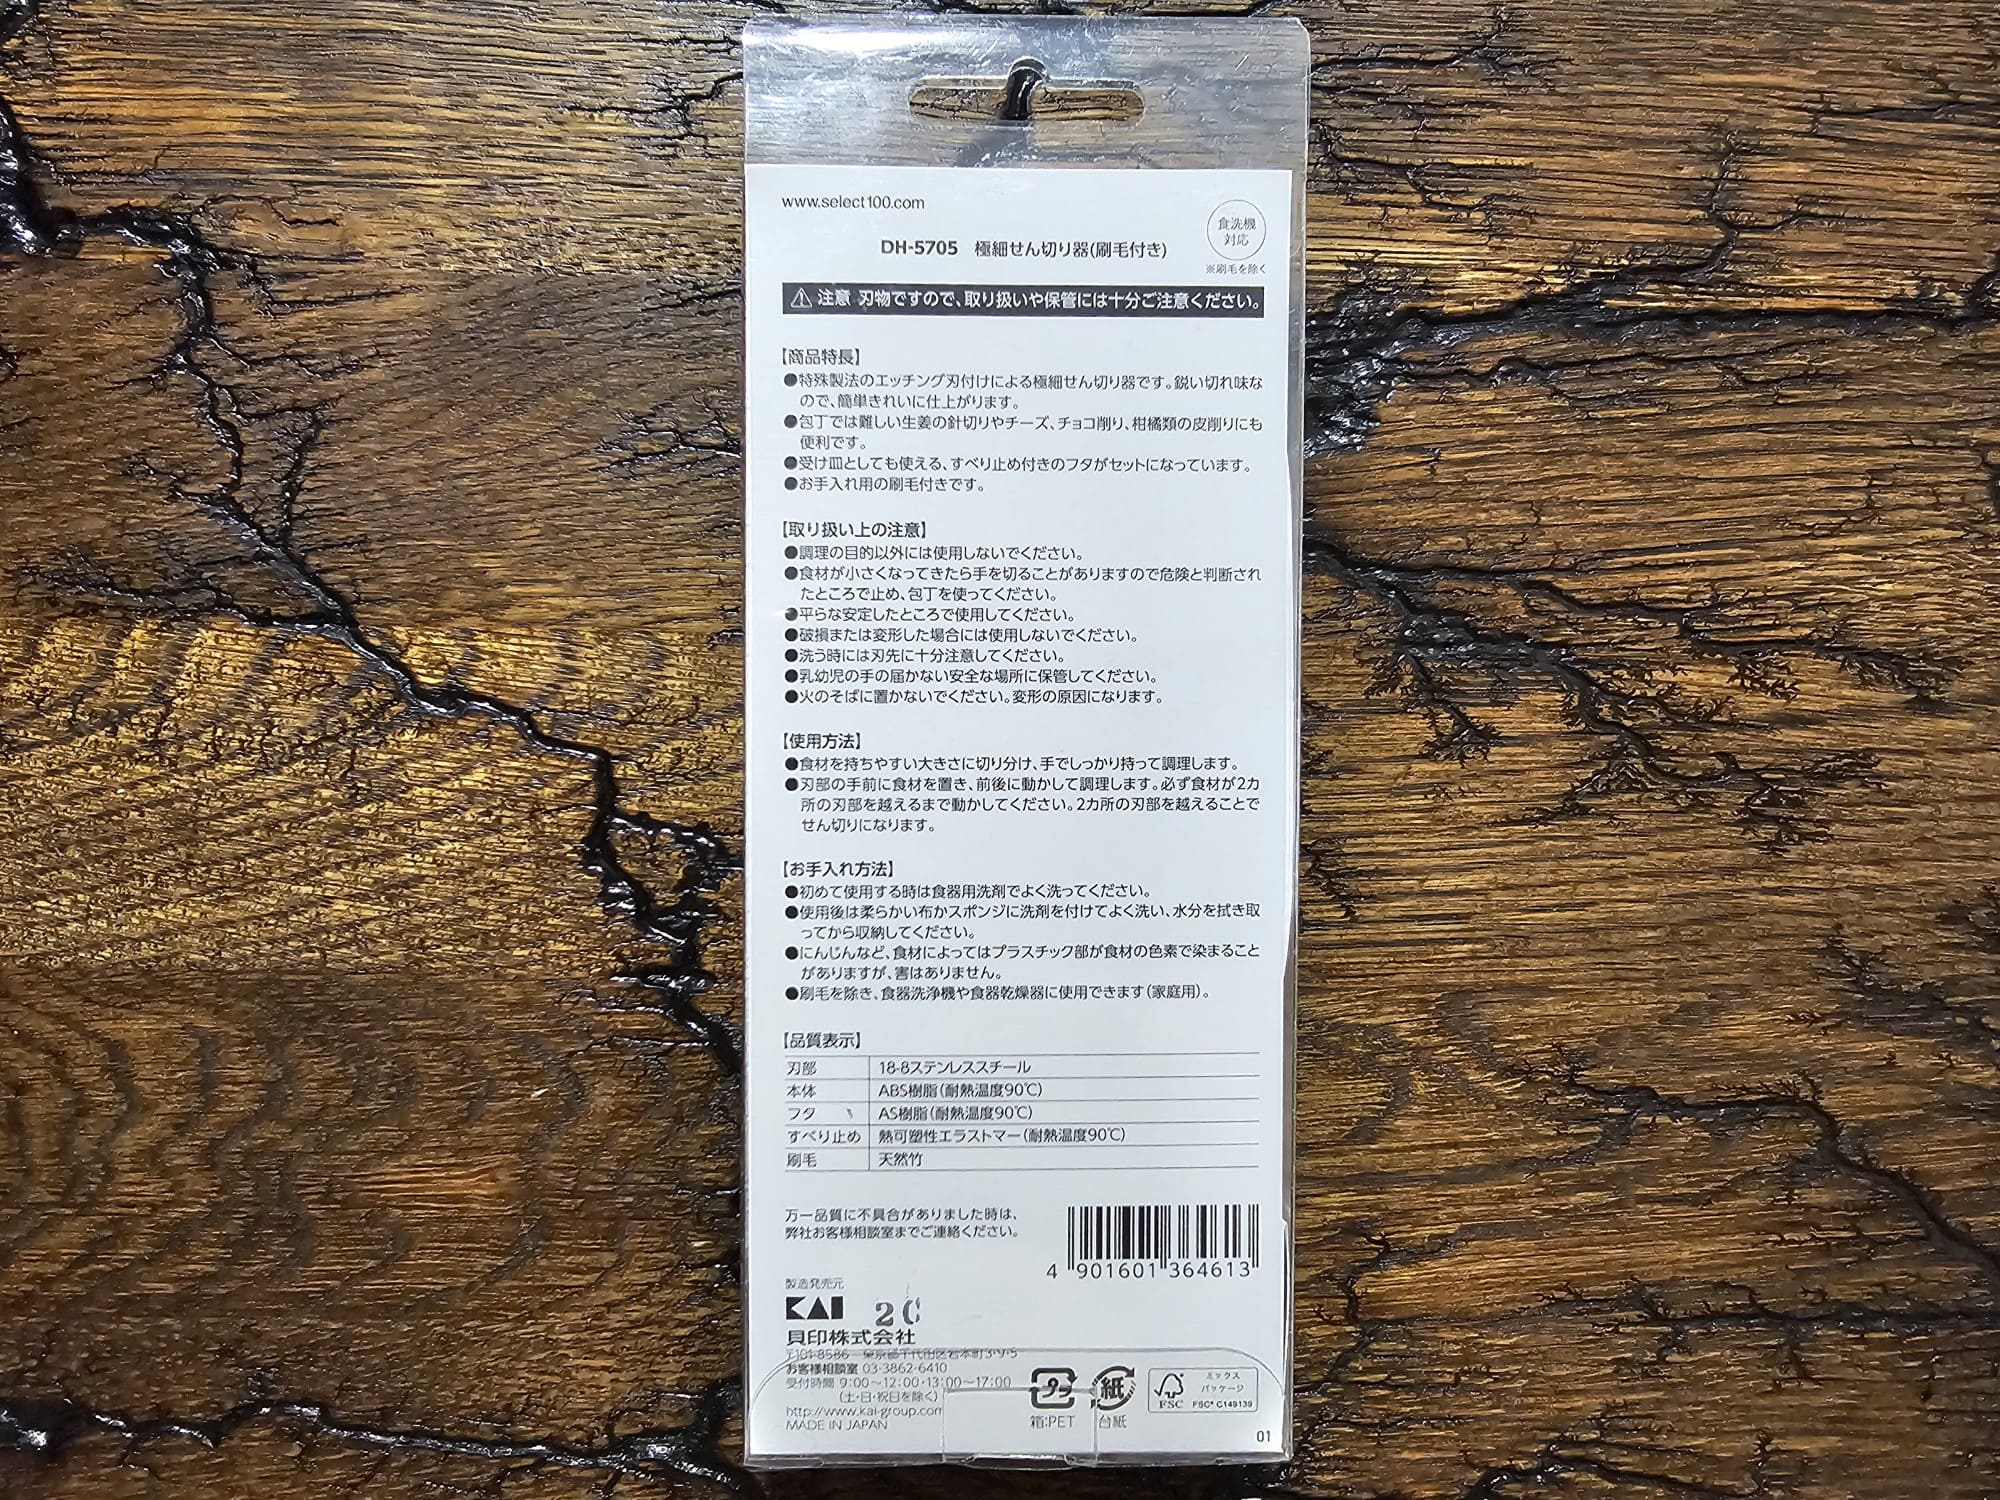 www.select100.com
食洗機
対応
※刷毛を除く
DH-5705 極細せん切り器(刷毛付き)
注意 刃物ですので、取り扱いや保管には十分ご注意ください。
【商品特長】
●特殊製法のエッチング刃付けによる極細せん切り器です。鋭い切れ味な
ので、簡単きれいに仕上がります。
●包丁では難しい生姜の針切りやチーズ、チョコ削り、柑橘類の皮削りにも
便利です。
●受け皿としても使える、すべり止め付きのフタがセットになっています。
●お手入れ用の刷毛付きです。
【取り扱い上の注意】
●調理の目的以外には使用しないでください。
●食材が小さくなってきたら手を切ることがありますので危険と判断され
たところで止め、包丁を使ってください。
●平らな安定したところで使用してください。
●破損または変形した場合には使用しないでください。
●洗う時には刃先に十分注意してください。
●乳幼児の手の届かない安全な場所に保管してください。
●火のそばに置かないでください。変形の原因になります。
【使用方法】
●食材を持ちやすい大きさに切り分け、手でしっかり持って調理します。
●刃部の手前に食材を置き、前後に動かして調理します。必ず食材が2カ
所の刃部を越えるまで動かしてください。2カ所の刃部を越えることで
せん切りになります。
【お手入れ方法】
●初めて使用する時は食器用洗剤でよく洗ってください。
●使用後は柔らかい布かスポンジに洗剤を付けてよく洗い、水分を拭き取
ってから収納してください。
●にんじんなど、食材によってはプラスチック部が食材の色素で染まること
がありますが、害はありません。
●刷毛を除き、食器洗浄機や食器乾燥器に使用できます(家庭用)。
【品質表示】
刃部 18-8ステンレススチール
本体 ABS樹脂(耐熱温度90℃)
フタ AS樹脂(耐熱温度90℃)
すべり止め 熱可塑性エラストマー(耐熱温度90℃)
刷毛 天然竹
万一品質に不具合がありました時は、
弊社お客様相談室までご連絡ください。
4 901601 364613
製造発売元
KAI 20
貝印株式会社
〒101-8586 東京都千代田区岩本町3-9-5
お客様相談室 03-3862-6410
受付時間 9:00〜12:00・13:00〜17:00
(土・日・祝日を除く)
http://www.kai-group.com
MADE IN JAPAN
プラ
箱:PET
紙
台紙
FSC
ミックス
パッケージ
FSC® C148139
01